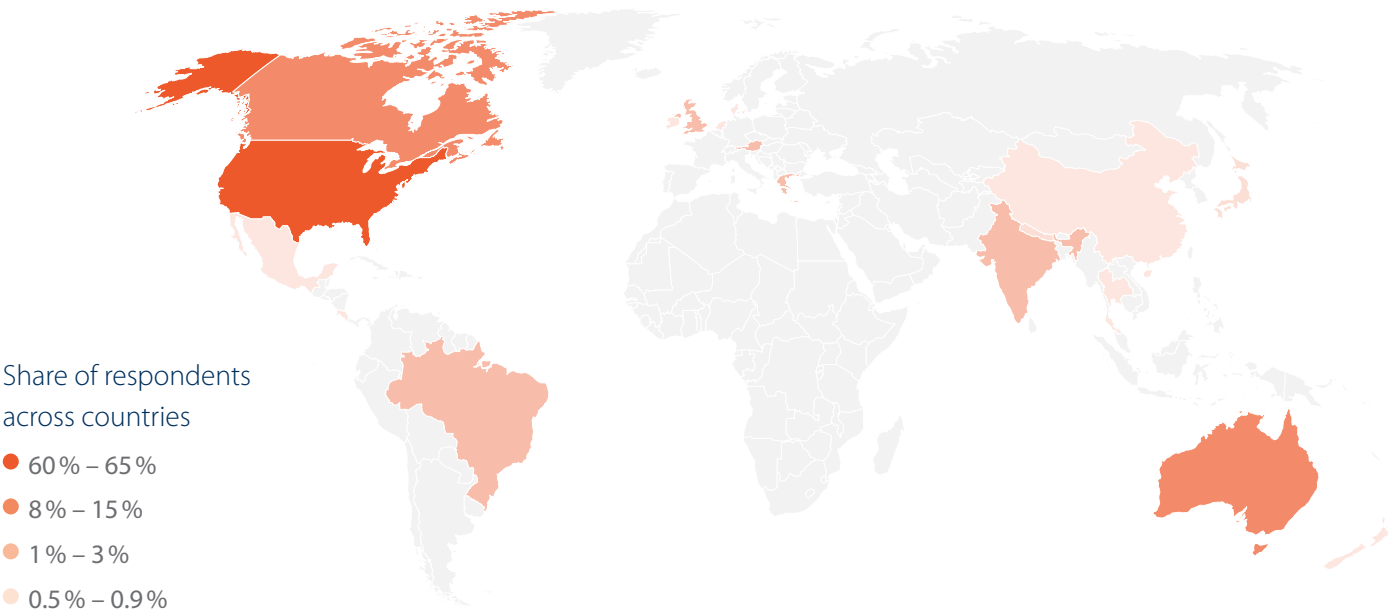 Share of respondents
across countries
60 % – 65 %
8 % – 15 %
1 % – 3 %
0.5 % – 0.9 %